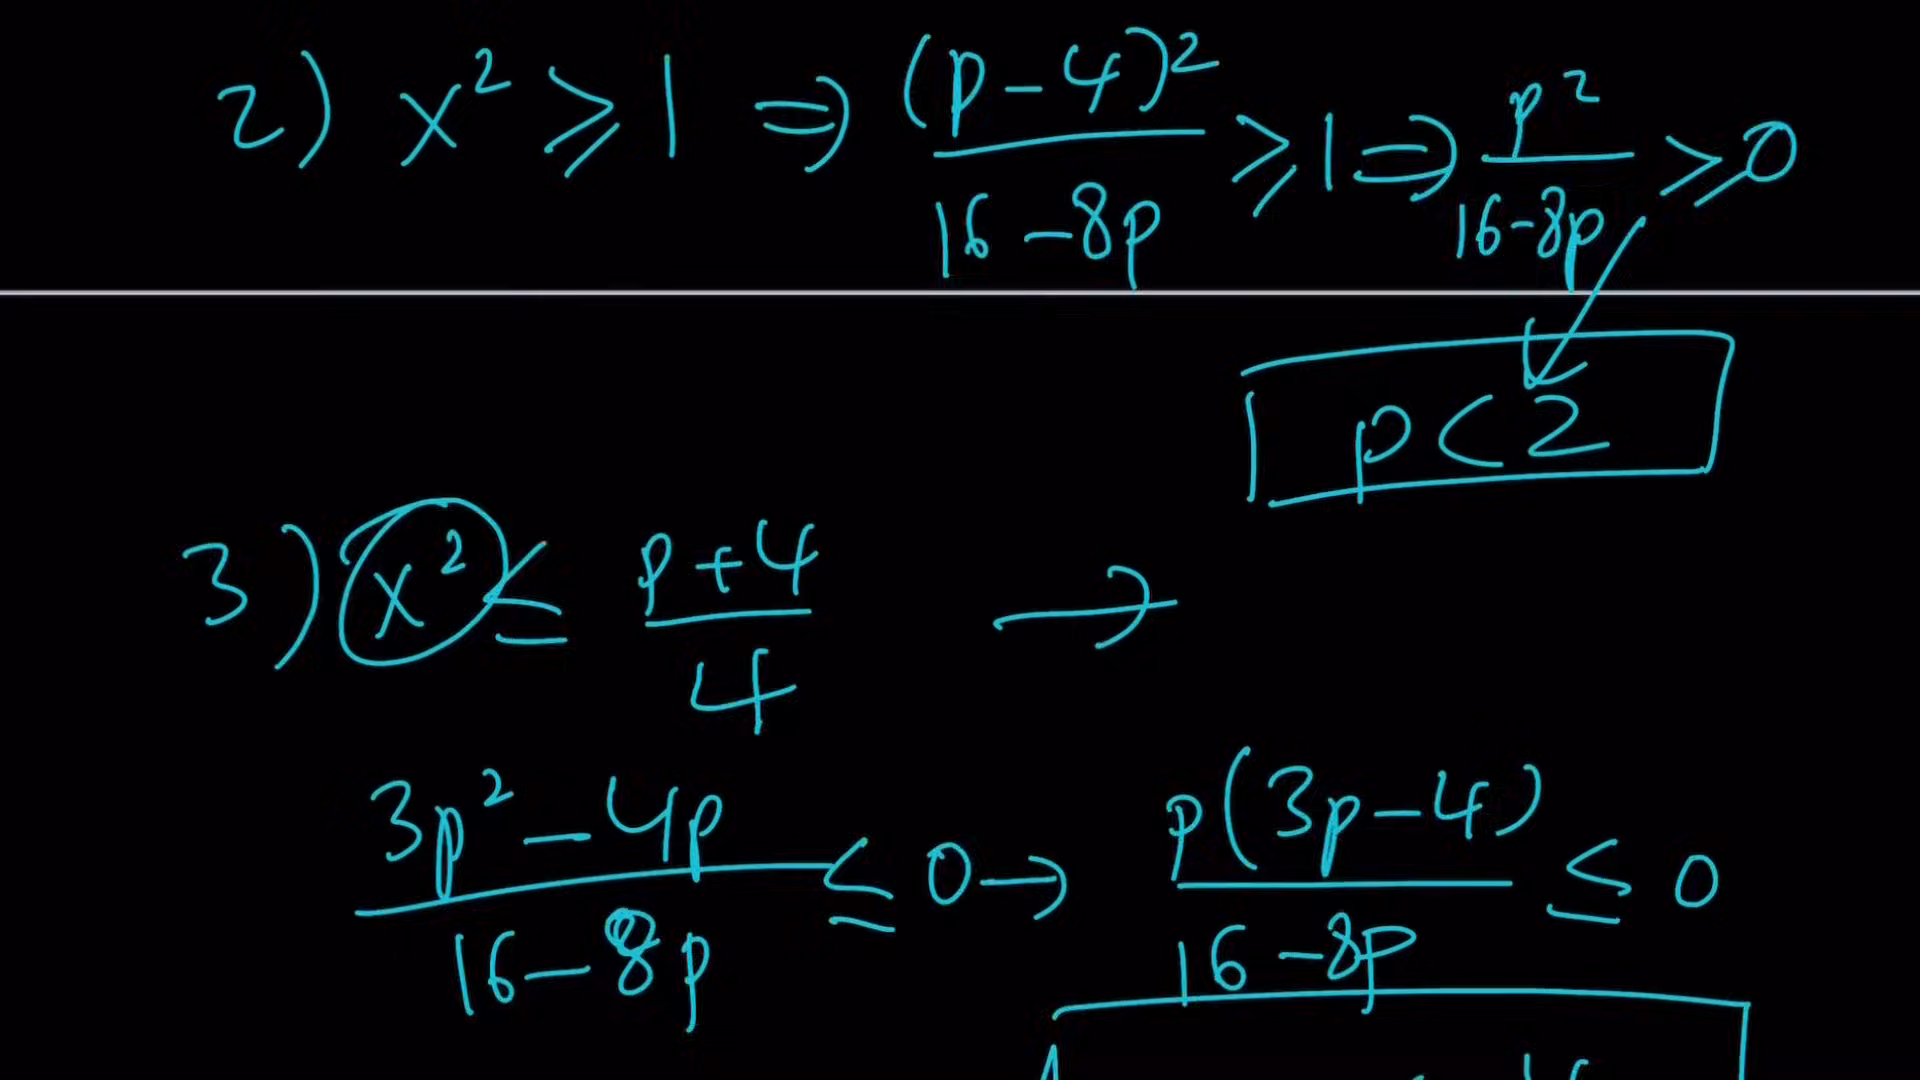 2) x² ≥ 1 ⇒ (p-4)²/(16-8p) ≥ 1 ⇒ p²/(16-8p) ≥ 0
p < 2
3) x² ≤ (p+4)/4 →
(3p²-4p)/(16-8p) ≤ 0 → p(3p-4)/(16-8p) ≤ 0